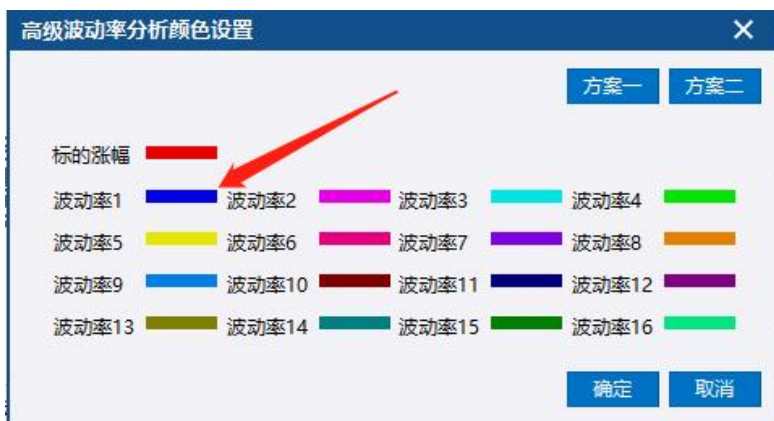 高级波动率分析颜色设置
方案一 方案二
标的涨幅
波动率1 波动率2 波动率3 波动率4
波动率5 波动率6 波动率7 波动率8
波动率9 波动率10 波动率11 波动率12
波动率13 波动率14 波动率15 波动率16
确定 取消